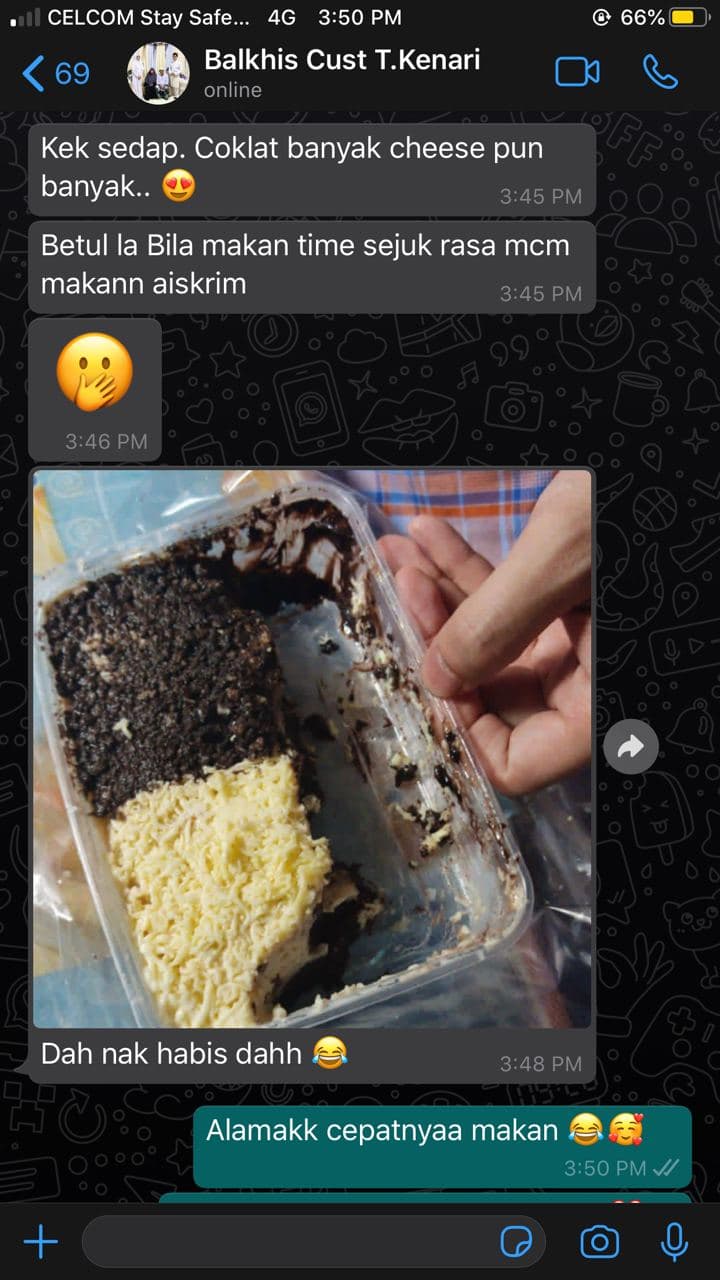 CELCOM Stay Safe... 4G 3:50 PM 66%
69 Balkhis Cust T.Kenari
online
Kek sedap. Coklat banyak cheese pun
banyak.. 😍
3:45 PM
Betul la Bila makan time sejuk rasa mcm
makann aiskrim
3:45 PM
🤭
3:46 PM
Dah nak habis dahh 😂
3:48 PM
Alamakk cepatnyaa makan 😂🥰
3:50 PM